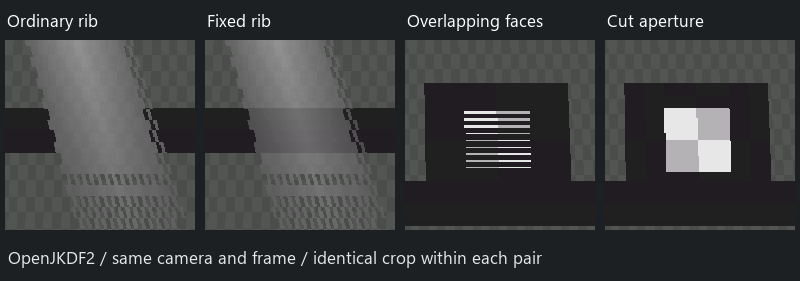 Ordinary rib
Fixed rib
Overlapping faces
Cut aperture
OpenJKDF2 / same camera and frame / identical crop within each pair